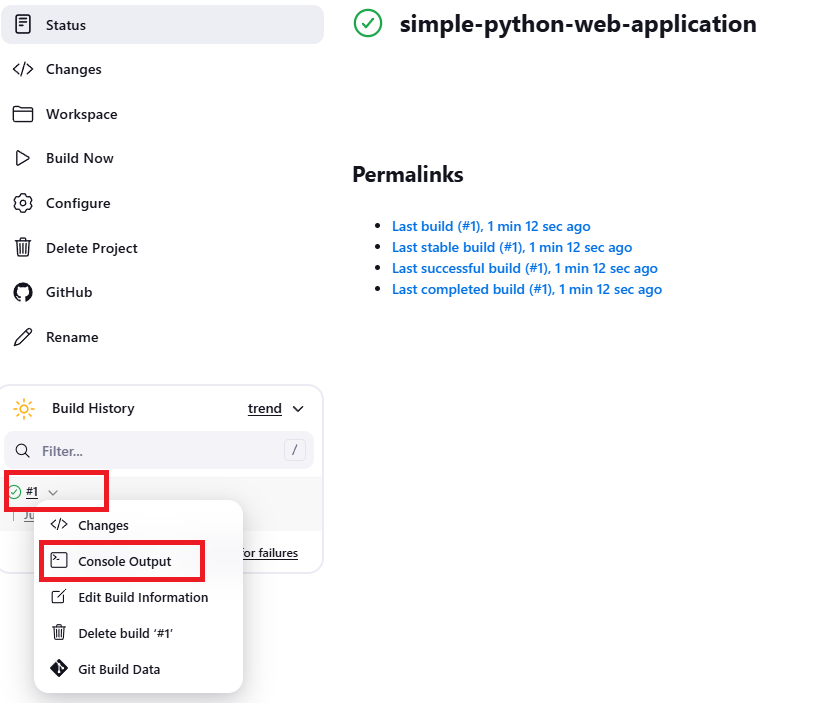 Status
Changes
Workspace
Build Now
Configure
Delete Project
GitHub
Rename
simple-python-web-application
Permalinks
Last build (#1), 1 min 12 sec ago
Last stable build (#1), 1 min 12 sec ago
Last successful build (#1), 1 min 12 sec ago
Last completed build (#1), 1 min 12 sec ago
Build History trend
Filter... /
#1
for failures
Changes
Console Output
Edit Build Information
Delete build ‘#1’
Git Build Data